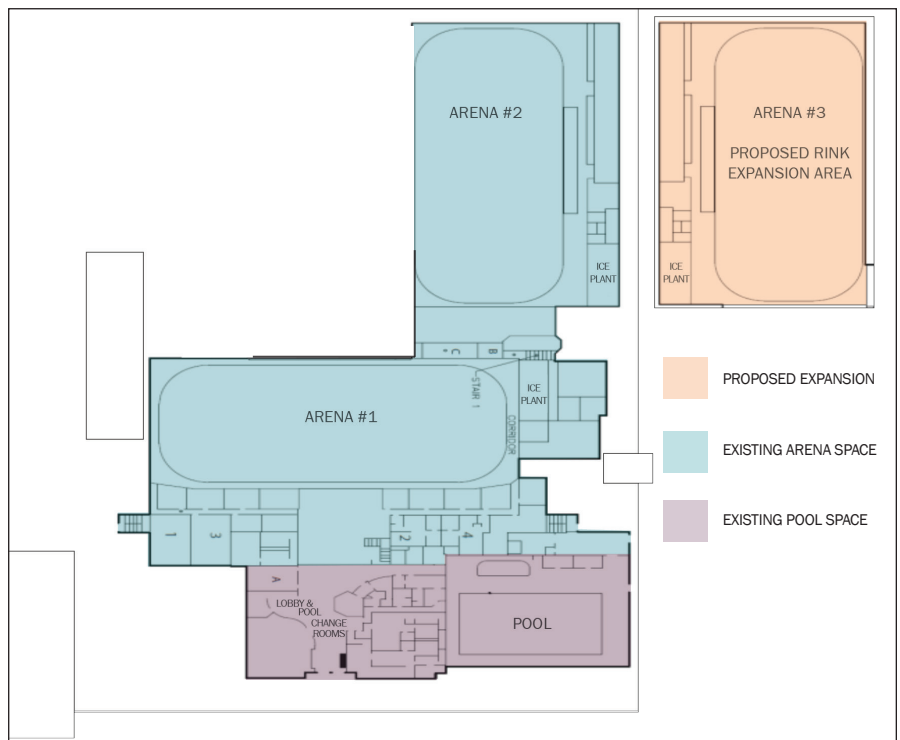 ARENA #2
ARENA #3
PROPOSED RINK
EXPANSION AREA
ICE
PLANT
ICE
PLANT
C
B
STAIR 1
ICE
PLANT
ARENA #1
CORRIDOR
PROPOSED EXPANSION
EXISTING ARENA SPACE
EXISTING POOL SPACE
1
3
2
4
A
LOBBY &
POOL
CHANGE
ROOMS
POOL